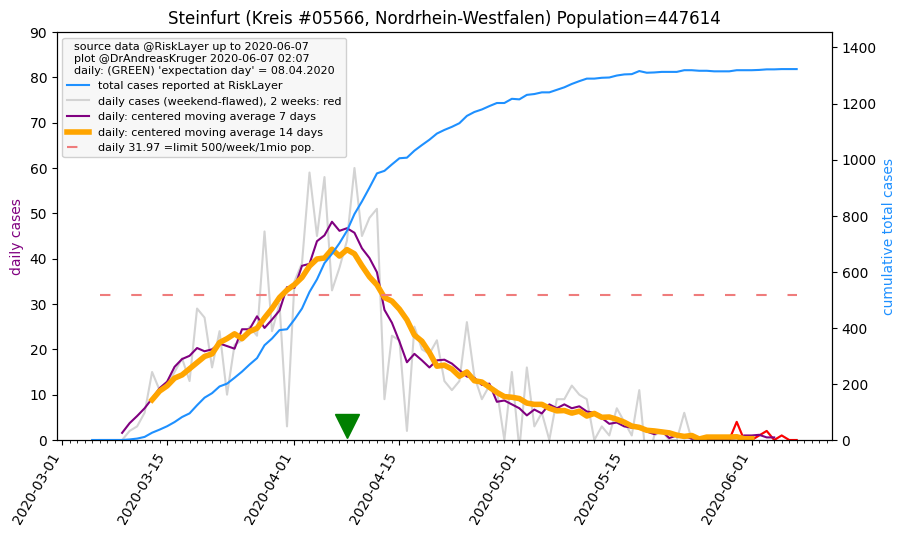 Steinfurt (Kreis #05566, Nordrhein-Westfalen) Population=447614
source data @RiskLayer up to 2020-06-07
plot @DrAndreasKruger 2020-06-07 02:07
daily: (GREEN) 'expectation day' = 08.04.2020
total cases reported at RiskLayer
daily cases (weekend-flawed), 2 weeks: red
daily: centered moving average 7 days
daily: centered moving average 14 days
daily 31.97 =limit 500/week/1mio pop.
daily cases
90
80
70
60
50
40
30
20
10
0
1400
1200
1000
800
600
400
200
0
cumulative total cases
2020-03-01
2020-03-15
2020-04-01
2020-04-15
2020-05-01
2020-05-15
2020-06-01